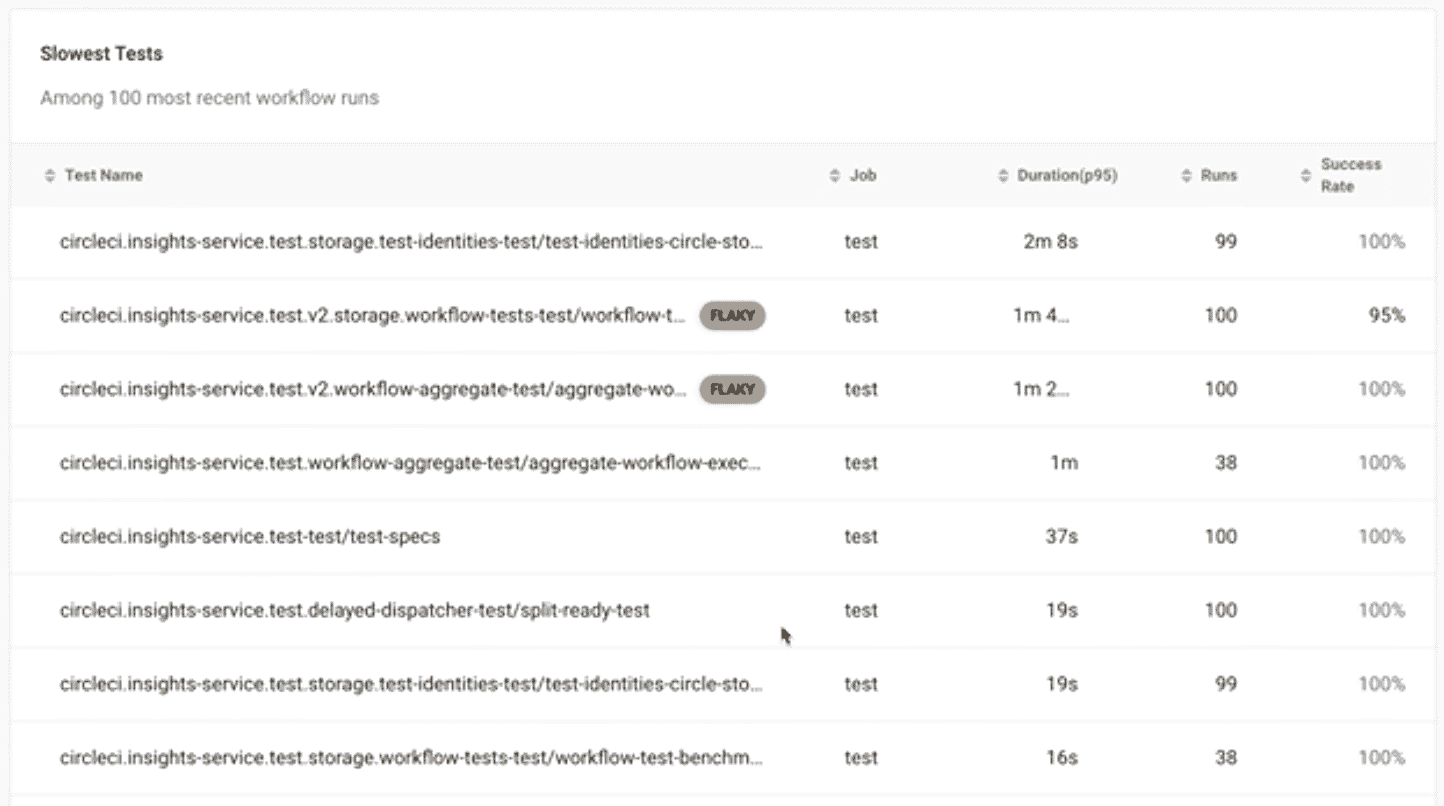 Slowest Tests
Among 100 most recent workflow runs
Test Name Job Duration(p95) Runs Success Rate
circleci.insights-service.test.storage.test-identities-test/test-identities-circle-sto... test 2m 8s 99 100%
circleci.insights-service.test.v2.storage.workflow-tests-test/workflow-t... FLAKY test 1m 4... 100 95%
circleci.insights-service.test.v2.workflow-aggregate-test/aggregate-wo... FLAKY test 1m 2... 100 100%
circleci.insights-service.test.workflow-aggregate-test/aggregate-workflow-exec... test 1m 38 100%
circleci.insights-service.test-test/test-specs test 37s 100 100%
circleci.insights-service.test.delayed-dispatcher-test/split-ready-test test 19s 100 100%
circleci.insights-service.test.storage.test-identities-test/test-identities-circle-sto... test 19s 99 100%
circleci.insights-service.test.storage.workflow-tests-test/workflow-test-benchm... test 16s 38 100%